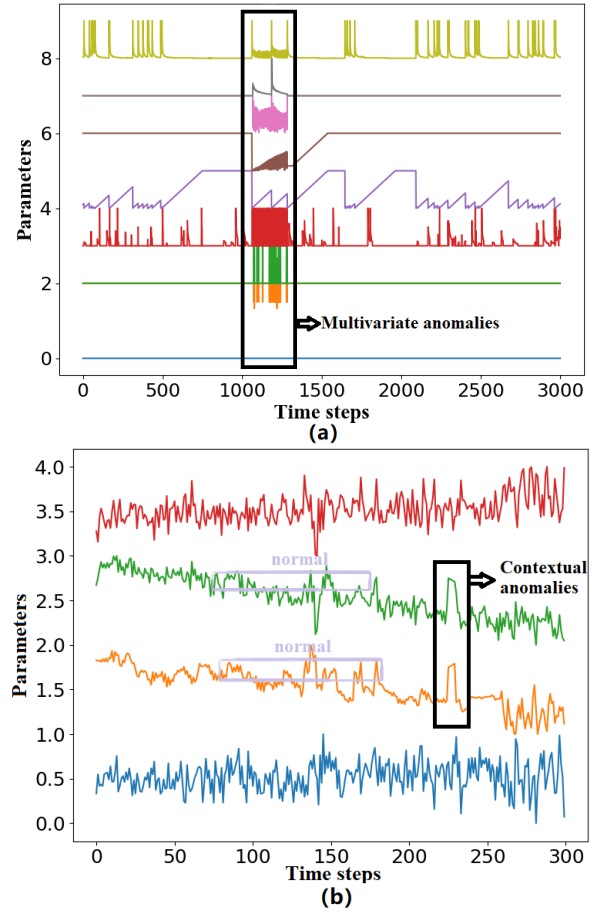 Parameters
8
6
4
2
0
Multivariate anomalies
0 500 1000 1500 2000 2500 3000
Time steps
(a)
Parameters
4.0
3.5
3.0
2.5
2.0
1.5
1.0
0.5
0.0
normal
normal
Contextual
anomalies
0 50 100 150 200 250 300
Time steps
(b)